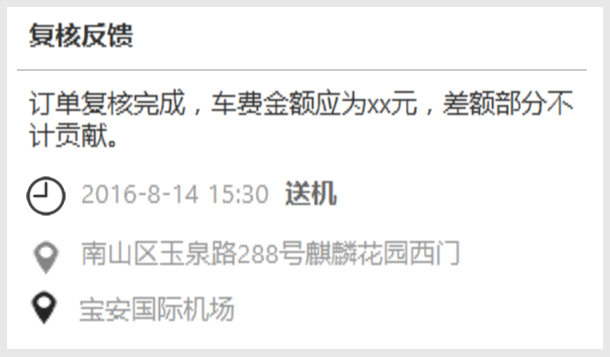 复核反馈
订单复核完成，车费金额应为xx元，差额部分不
计贡献。
2016-8-14 15:30 送机
南山区玉泉路288号麒麟花园西门
宝安国际机场